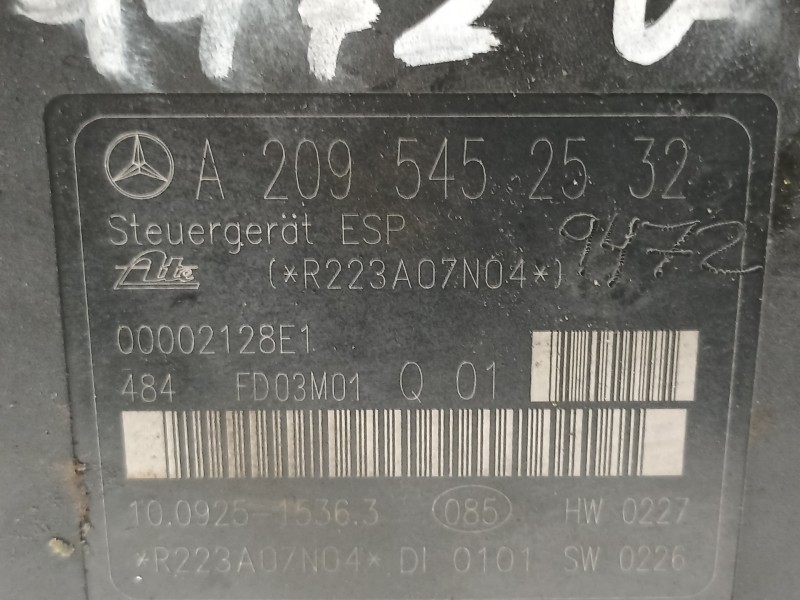 A 209 545 25 32
Steuergerät ESP
Ate (*R223A07N04*) 9472
00002128E1
484 FD03M01 Q 01
10.0925-1536.3 085 HW 0227
*R223A07N04* DI 0101 SW 0226